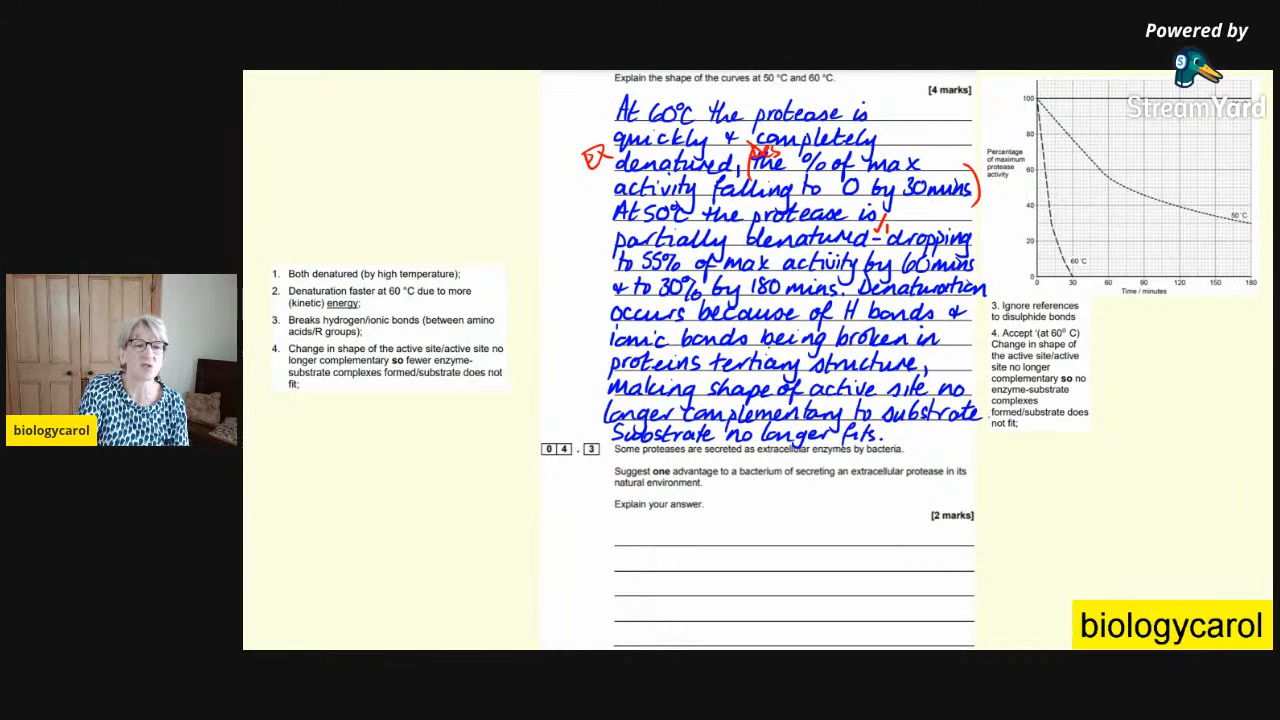 Powered by
StreamYard
Explain the shape of the curves at 50 °C and 60 °C.
[4 marks]
At 60°C the protease is
quickly & completely
denatured, the % of max
activity falling to 0 by 30mins
At 50°C the protease is
partially denatured - dropping
to 55% of max activity by 60mins
& to 30% by 180 mins. Denaturation
occurs because of H bonds &
ionic bonds being broken in
proteins tertiary structure,
making shape of active site no
longer complementary to substrate.
Substrate no longer fits.
Ex
Des
1
0 4 . 3
Some proteases are secreted as extracellular enzymes by bacteria.
Suggest one advantage to a bacterium of secreting an extracellular protease in its
natural environment.
Explain your answer.
[2 marks]
1. Both denatured (by high temperature);
2. Denaturation faster at 60 °C due to more
(kinetic) energy;
3. Breaks hydrogen/ionic bonds (between amino
acids/R groups);
4. Change in shape of the active site/active site no
longer complementary so fewer enzyme-
substrate complexes formed/substrate does not
fit;
Percentage
of maximum
protease
activity
100
80
60
40
20
0
50 °C
60 °C
0 30 60 90 120 150 180
Time / minutes
3. Ignore references
to disulphide bonds
4. Accept '(at 60° C)
Change in shape of
the active site/active
site no longer
complementary so no
enzyme-substrate
complexes
formed/substrate does
not fit;
biologycarol
biologycarol